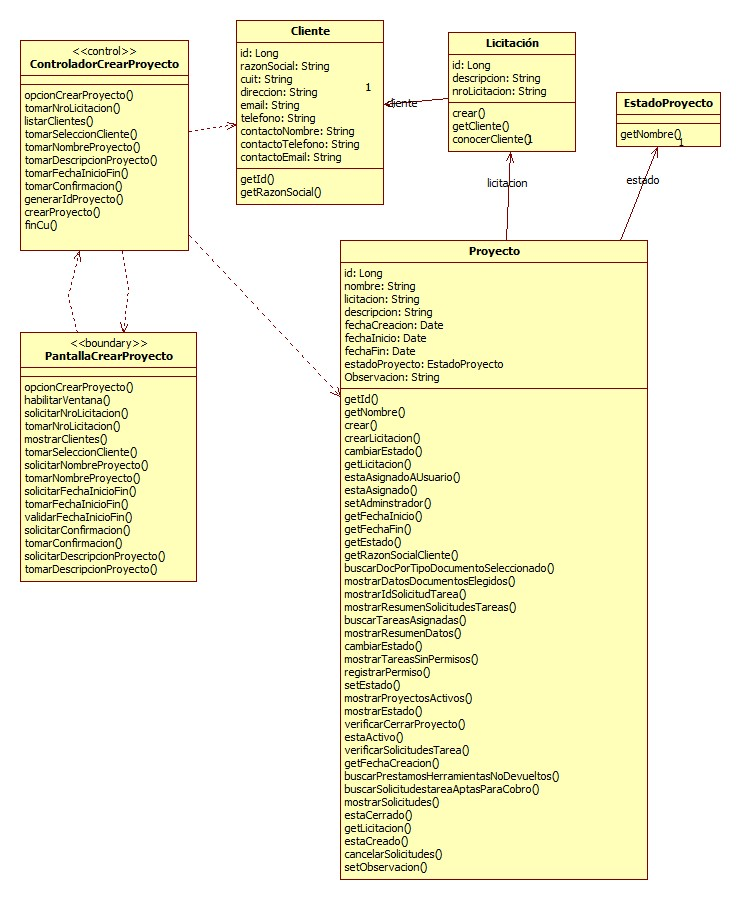 <<control>>
ControladorCrearProyecto
opcionCrearProyecto()
tomarNroLicitacion()
listarClientes()
tomarSeleccionCliente()
tomarNombreProyecto()
tomarDescripcionProyecto()
tomarFechaInicioFin()
tomarConfirmacion()
generarIdProyecto()
crearProyecto()
finCu()
Cliente
id: Long
razonSocial: String
cuit: String
direccion: String
email: String
telefono: String
contactoNombre: String
contactoTelefono: String
contactoEmail: String
getId()
getRazonSocial()
1
cliente
Licitación
id: Long
descripcion: String
nroLicitacion: String
crear()
getCliente()
conocerCliente()
1
licitacion
EstadoProyecto
getNombre()
1
estado
<<boundary>>
PantallaCrearProyecto
opcionCrearProyecto()
habilitarVentana()
solicitarNroLicitacion()
tomarNroLicitacion()
mostrarClientes()
tomarSeleccionCliente()
solicitarNombreProyecto()
tomarNombreProyecto()
solicitarFechaInicioFin()
tomarFechaInicioFin()
validarFechaInicioFin()
solicitarConfirmacion()
tomarConfirmacion()
solicitarDescripcionProyecto()
tomarDescripcionProyecto()
Proyecto
id: Long
nombre: String
licitacion: String
descripcion: String
fechaCreacion: Date
fechaInicio: Date
fechaFin: Date
estadoProyecto: EstadoProyecto
Observacion: String
getId()
getNombre()
crear()
crearLicitacion()
cambiarEstado()
getLicitacion()
estaAsignadoAUsuario()
estaAsignado()
setAdminstrador()
getFechaInicio()
getFechaFin()
getEstado()
getRazonSocialCliente()
buscarDocPorTipoDocumentoSeleccionado()
mostrarDatosDocumentosElegidos()
mostrarIdSolicitudTarea()
mostrarResumenSolicitudesTareas()
buscarTareasAsignadas()
mostrarResumenDatos()
cambiarEstado()
mostrarTareasSinPermisos()
registrarPermiso()
setEstado()
mostrarProyectosActivos()
mostrarEstado()
verificarCerrarProyecto()
estaActivo()
verificarSolicitudesTarea()
getFechaCreacion()
buscarPrestamosHerramientasNoDevueltos()
buscarSolicitudestareaAptasParaCobro()
mostrarSolicitudes()
estaCerrado()
getLicitacion()
estaCreado()
cancelarSolicitudes()
setObservacion()